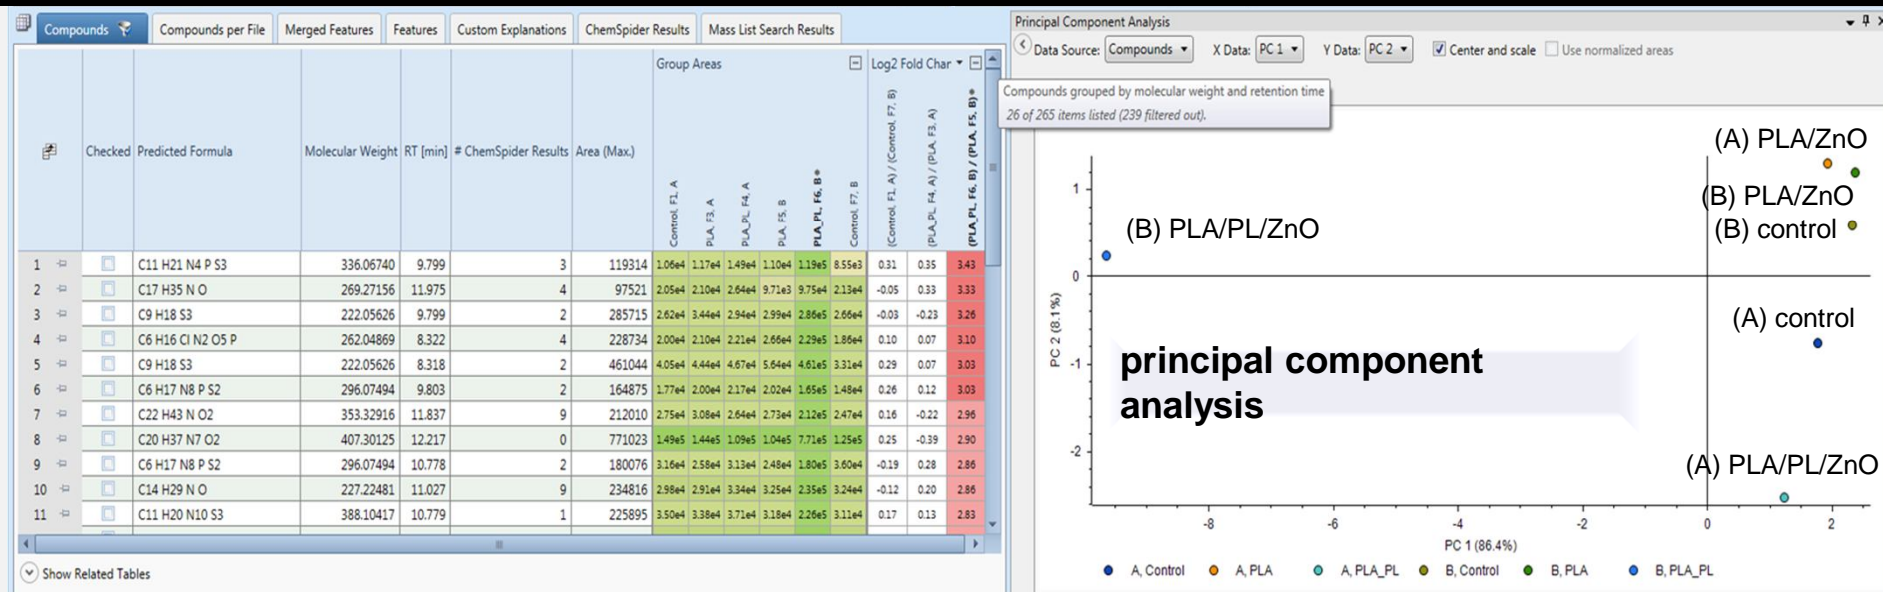 Compounds Compounds per File Merged Features Features Custom Explanations ChemSpider Results Mass List Search Results
Group Areas Log2 Fold Char
Checked Predicted Formula Molecular Weight RT [min] # ChemSpider Results Area (Max.)
Control, F1, A
PLA, F3, A
PLA_PL, F4, A
PLA, F5, B
PLA_PL, F6, B
Control, F7, B
(Control, F1, A) / (Control, F7, B)
(PLA_PL, F4, A) / (PLA, F3, A)
(PLA_PL, F6, B) / (PLA, F5, B)
1 C11 H21 N4 P S3 336.06740 9.799 3 119314 1.06e4 1.17e4 1.49e4 1.10e4 1.19e5 8.55e3 0.31 0.35 3.43
2 C17 H35 N O 269.27156 11.975 4 97521 2.05e4 2.10e4 2.64e4 9.71e3 9.75e4 2.13e4 -0.05 0.33 3.33
3 C9 H18 S3 222.05626 9.799 2 285715 2.62e4 3.44e4 2.94e4 2.99e4 2.86e5 2.66e4 -0.03 -0.23 3.26
4 C6 H16 Cl N2 O5 P 262.04869 8.322 4 228734 2.00e4 2.10e4 2.21e4 2.66e4 2.29e5 1.86e4 0.10 0.07 3.10
5 C9 H18 S3 222.05626 8.318 2 461044 4.05e4 4.44e4 4.67e4 5.64e4 4.61e5 3.31e4 0.29 0.07 3.03
6 C6 H17 N8 P S2 296.07494 9.803 2 164875 1.77e4 2.00e4 2.17e4 2.02e4 1.65e5 1.48e4 0.26 0.12 3.03
7 C22 H43 N O2 353.32916 11.837 9 212010 2.75e4 3.08e4 2.64e4 2.73e4 2.12e5 2.47e4 0.16 -0.22 2.96
8 C20 H37 N7 O2 407.30125 12.217 0 771023 1.49e5 1.44e5 1.09e5 1.04e5 7.71e5 1.25e5 0.25 -0.39 2.90
9 C6 H17 N8 P S2 296.07494 10.778 2 180076 3.16e4 2.58e4 3.13e4 2.48e4 1.80e5 3.60e4 -0.19 0.28 2.86
10 C14 H29 N O 227.22481 11.027 9 234816 2.98e4 2.91e4 3.34e4 3.25e4 2.35e5 3.24e4 -0.12 0.20 2.86
11 C11 H20 N10 S3 388.10417 10.779 1 225895 3.50e4 3.38e4 3.71e4 3.18e4 2.26e5 3.11e4 0.17 0.13 2.83
Show Related Tables
Principal Component Analysis
Data Source: Compounds X Data: PC 1 Y Data: PC 2 Center and scale Use normalized areas
Compounds grouped by molecular weight and retention time
26 of 265 items listed (239 filtered out).
(A) PLA/ZnO
(B) PLA/ZnO
(B) PLA/PL/ZnO
(B) control
(A) control
principal component
analysis
(A) PLA/PL/ZnO
1
0
-1
-2
PC 2 (8.1%)
-8 -6 -4 -2 0 2
PC 1 (86.4%)
A, Control A, PLA A, PLA_PL B, Control B, PLA B, PLA_PL